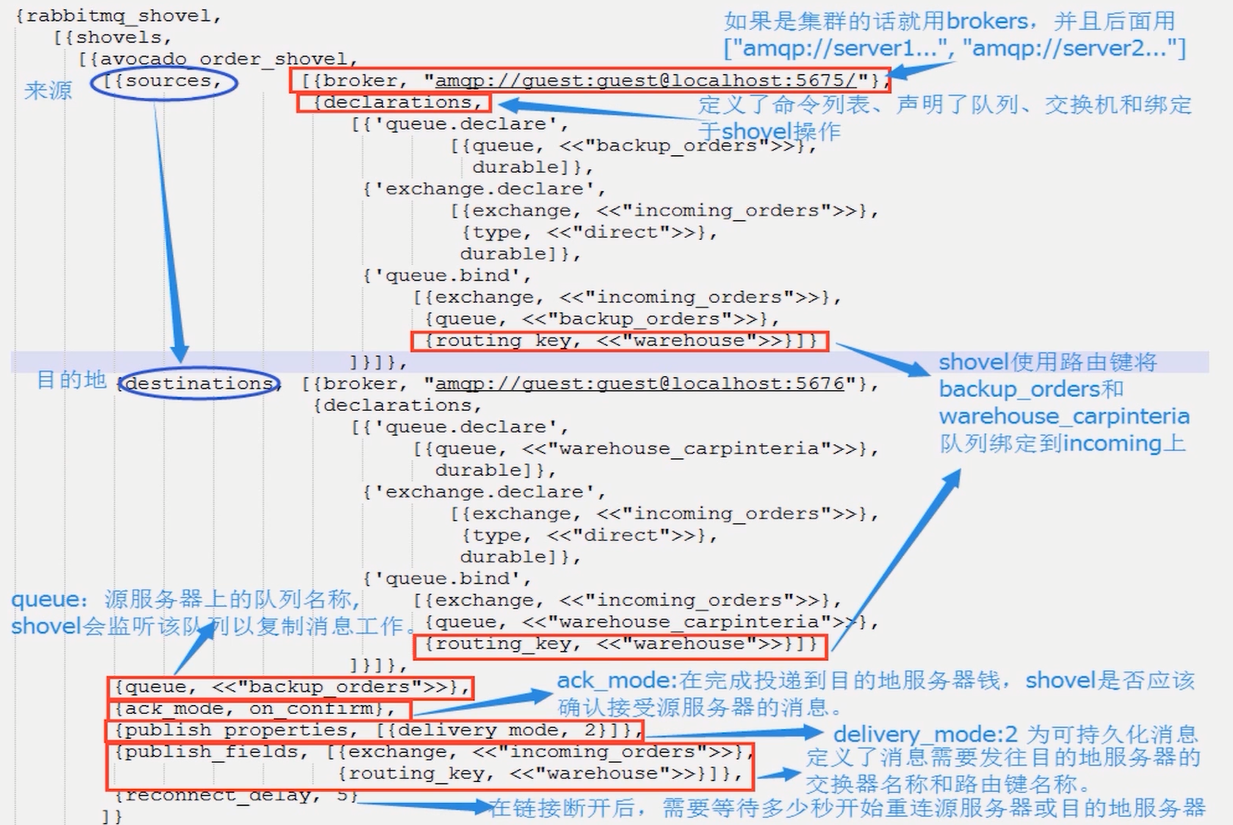 {rabbitmq_shovel,
[{shovels,
[{avocado_order_shovel,
[{sources, [{broker, "amqp://guest:guest@localhost:5675/"},
{declarations,
[{'queue.declare',
[{queue, <<"backup_orders">>},
durable]},
{'exchange.declare',
[{exchange, <<"incoming_orders">>},
{type, <<"direct">>},
durable]},
{'queue.bind',
[{exchange, <<"incoming_orders">>},
{queue, <<"backup_orders">>},
{routing_key, <<"warehouse">>}]}
]}]},
{destinations, [{broker, "amqp://guest:guest@localhost:5676"},
{declarations,
[{'queue.declare',
[{queue, <<"warehouse_carpinteria">>},
durable]},
{'exchange.declare',
[{exchange, <<"incoming_orders">>},
{type, <<"direct">>},
durable]},
{'queue.bind',
[{exchange, <<"incoming_orders">>},
{queue, <<"warehouse_carpinteria">>},
{routing_key, <<"warehouse">>}]}
]}]},
{queue, <<"backup_orders">>},
{ack_mode, on_confirm},
{publish_properties, [{delivery_mode, 2}]},
{publish_fields, [{exchange, <<"incoming_orders">>},
{routing_key, <<"warehouse">>}]},
{reconnect_delay, 5}
]}
如果是集群的话就用brokers，并且后面用
["amqp://server1...", "amqp://server2..."]
来源
定义了命令列表、声明了队列、交换机和绑定
于shovel操作
目的地
shovel使用路由键将
backup_orders和
warehouse_carpinteria
队列绑定到incoming上
queue：源服务器上的队列名称,
shovel会监听该队列以复制消息工作。
ack_mode:在完成投递到目的地服务器钱，shovel是否应该
确认接受源服务器的消息。
delivery_mode:2 为可持久化消息
定义了消息需要发往目的地服务器的
交换器名称和路由键名称。
在链接断开后，需要等待多少秒开始重连源服务器或目的地服务器